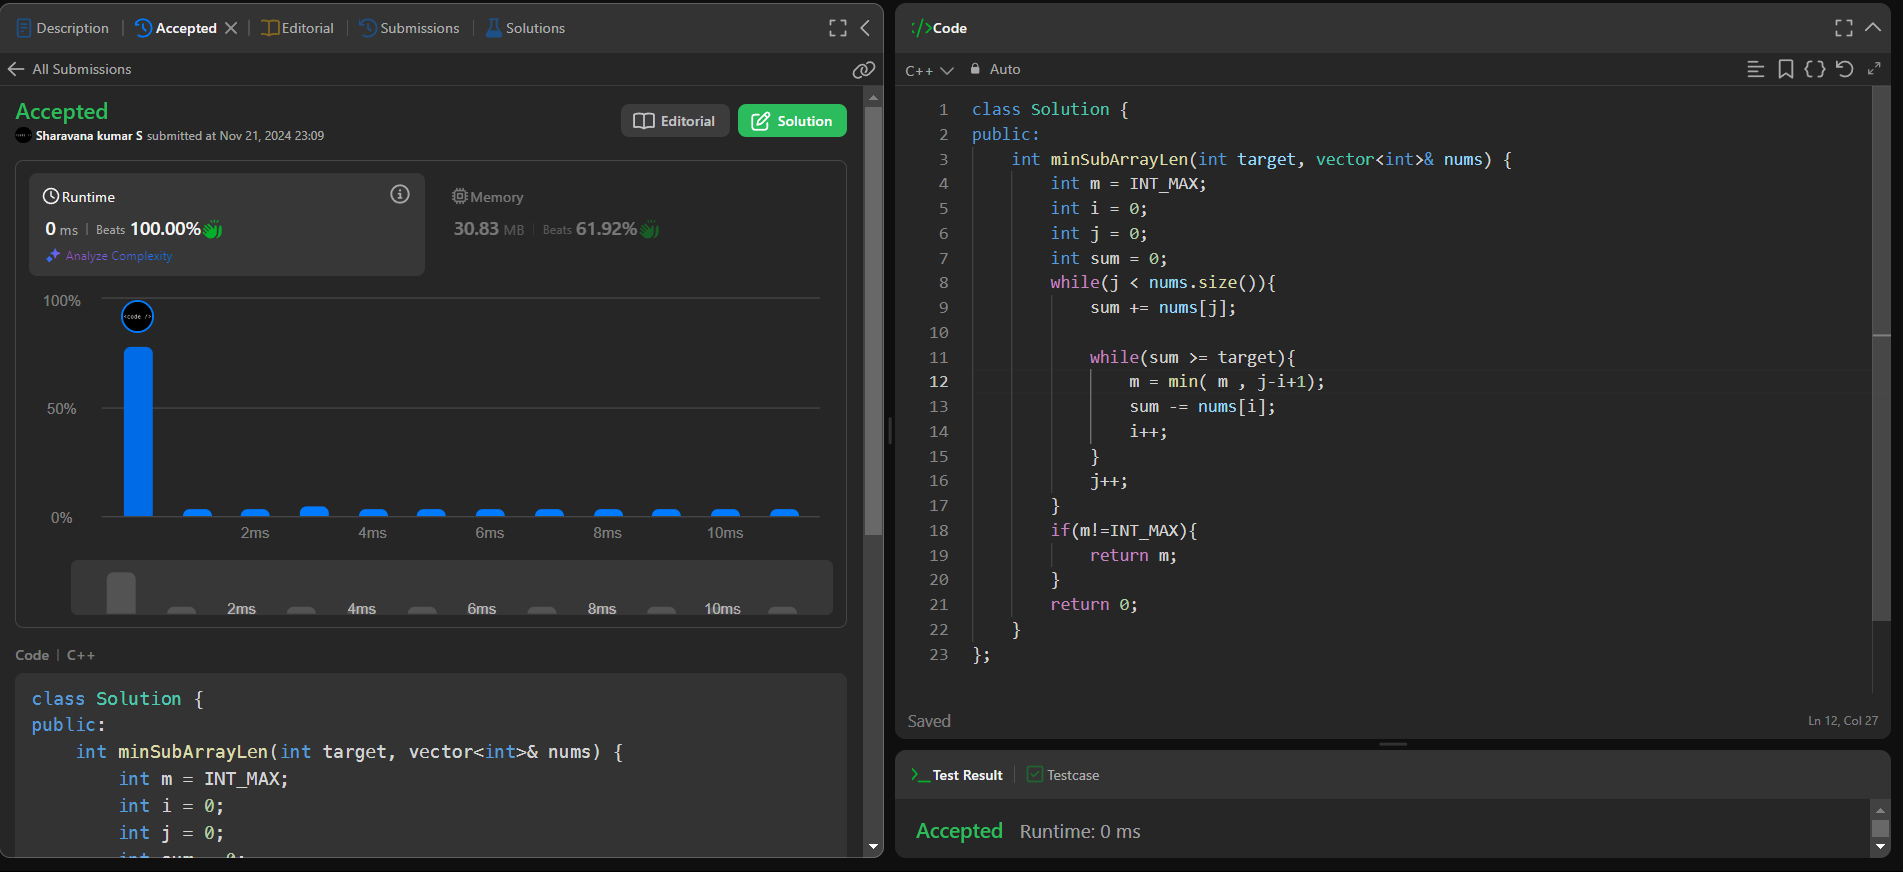 Description
Accepted
Editorial
Submissions
Solutions
All Submissions
Accepted
Sharavana kumar S submitted at Nov 21, 2024 23:09
Editorial
Solution
Runtime
0 ms | Beats 100.00%
Analyze Complexity
Memory
30.83 MB | Beats 61.92%
100%
<code />
50%
0%
2ms 4ms 6ms 8ms 10ms
2ms 4ms 6ms 8ms 10ms
Code | C++
class Solution {
public:
    int minSubArrayLen(int target, vector<int>& nums) {
        int m = INT_MAX;
        int i = 0;
        int j = 0;
        int sum = 0;
</>Code
C++
Auto
1 class Solution {
2 public:
3     int minSubArrayLen(int target, vector<int>& nums) {
4         int m = INT_MAX;
5         int i = 0;
6         int j = 0;
7         int sum = 0;
8         while(j < nums.size()){
9             sum += nums[j];
10
11             while(sum >= target){
12                 m = min( m , j-i+1);
13                 sum -= nums[i];
14                 i++;
15             }
16             j++;
17         }
18         if(m!=INT_MAX){
19             return m;
20         }
21         return 0;
22     }
23 };
Saved
Ln 12, Col 27
Test Result
Testcase
Accepted
Runtime: 0 ms